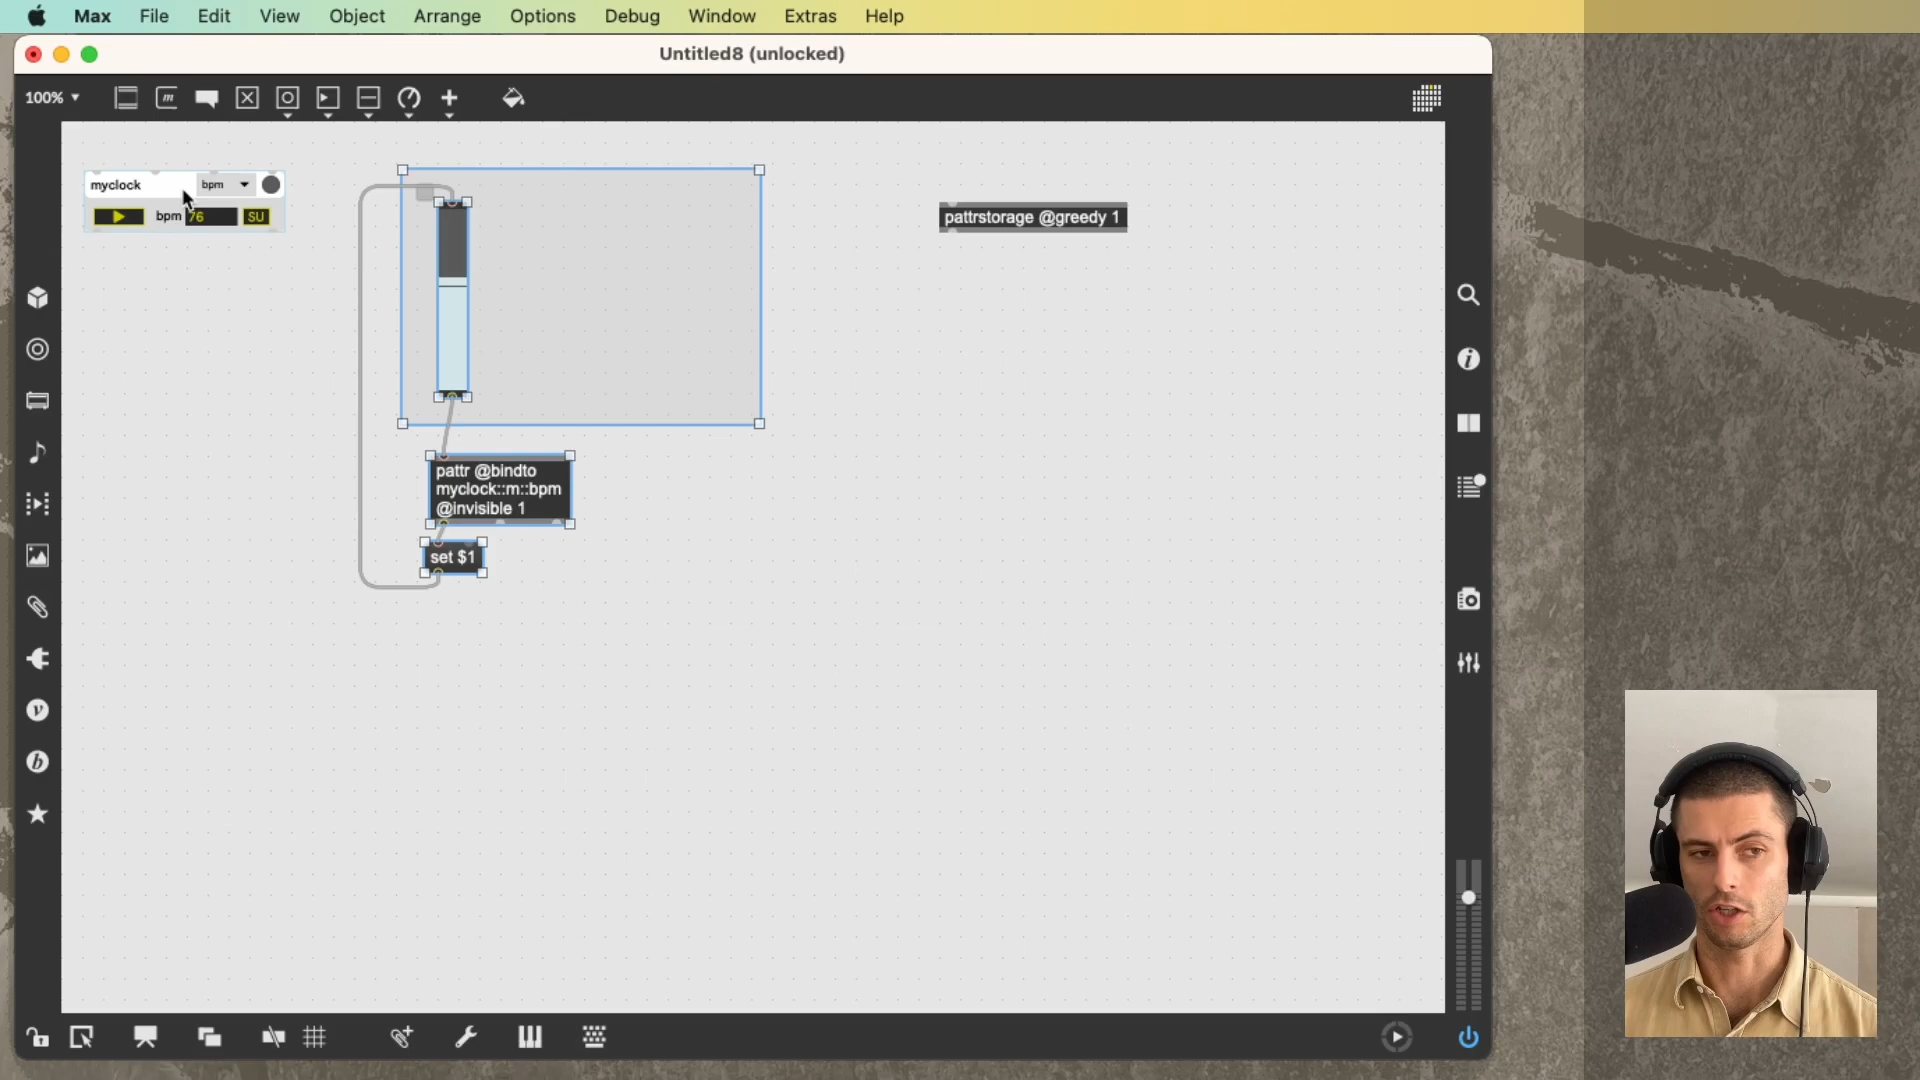 Max File Edit View Object Arrange Options Debug Window Extras Help
Untitled8 (unlocked)
100%
myclock bpm
bpm 76 SU
pattr @bindto
myclock::m::bpm
@invisible 1
set $1
pattrstorage @greedy 1